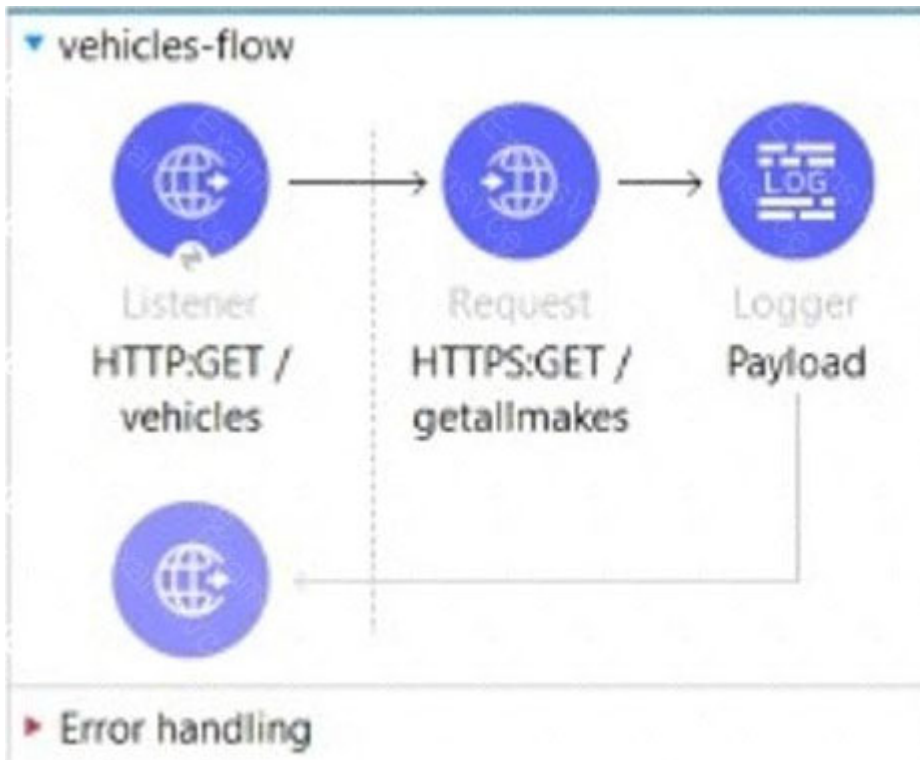 vehicles-flow
LOG
Listener
Request
Logger
HTTP:GET /
vehicles
HTTPS:GET /
getallmakes
Payload
Error handling